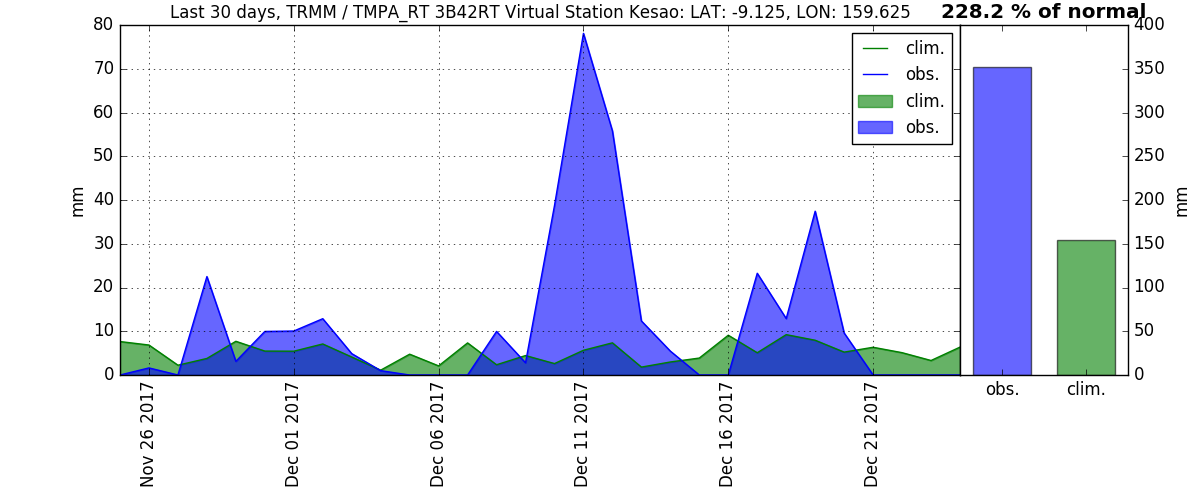 Last 30 days, TRMM / TMPA_RT 3B42RT Virtual Station Kesao: LAT: -9.125, LON: 159.625
228.2 % of normal
80
70
60
50
40
30
20
10
0
mm
clim.
obs.
clim.
obs.
Nov 26 2017
Dec 01 2017
Dec 06 2017
Dec 11 2017
Dec 16 2017
Dec 21 2017
400
350
300
250
200
150
100
50
0
mm
obs.
clim.